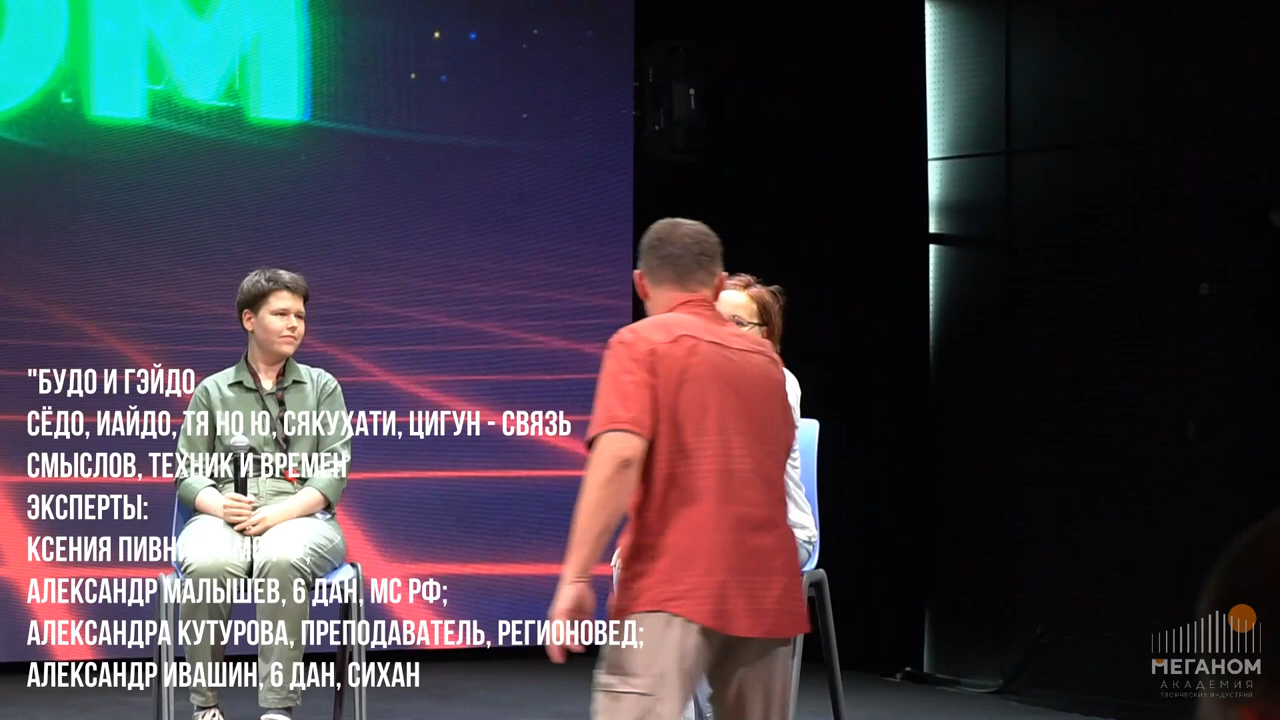 ОМ
"БУДО И ГЭЙДО
СЁДО, ИАЙДО, ТЯ НО Ю, СЯКУХАТИ, ЦИГУН - СВЯЗЬ
СМЫСЛОВ, ТЕХНИК И ВРЕМЕН
ЭКСПЕРТЫ:
КСЕНИЯ
АЛЕКСАНДР МАЛЫШЕВ, 6 ДАН, МС РФ;
АЛЕКСАНДРА КУТУРОВА, ПРЕПОДАВАТЕЛЬ, РЕГИОНОВЕД;
АЛЕКСАНДР ИВАШИН, 6 ДАН, СИХАН
МЕГАНОМ
АКАДЕМИЯ
ТВОРЧЕСКИХ ИНДУСТРИЙ